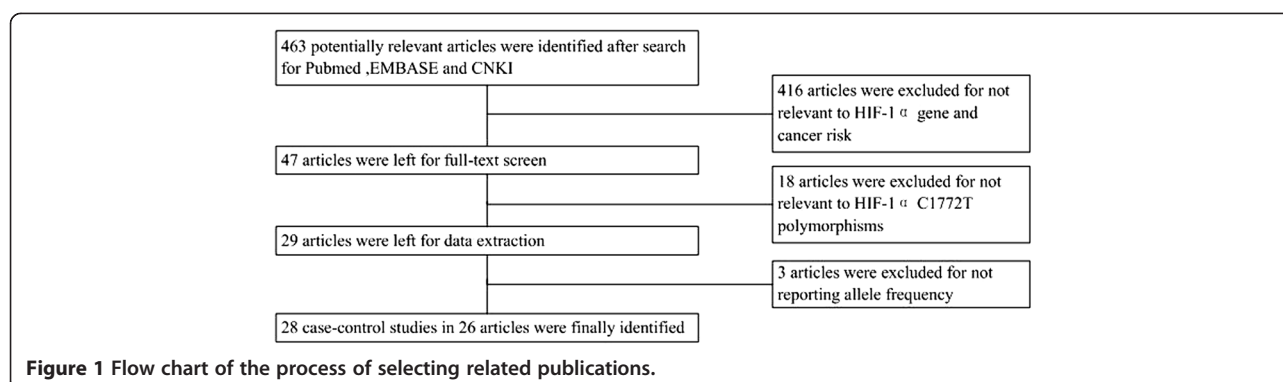 463 potentially relevant articles were identified after search
for Pubmed ,EMBASE and CNKI
416 articles were excluded for not
relevant to HIF-1α gene and
cancer risk
47 articles were left for full-text screen
18 articles were excluded for not
relevant to HIF-1α C1772T
polymorphisms
29 articles were left for data extraction
3 articles were excluded for not
reporting allele frequency
28 case-control studies in 26 articles were finally identified
Figure 1 Flow chart of the process of selecting related publications.